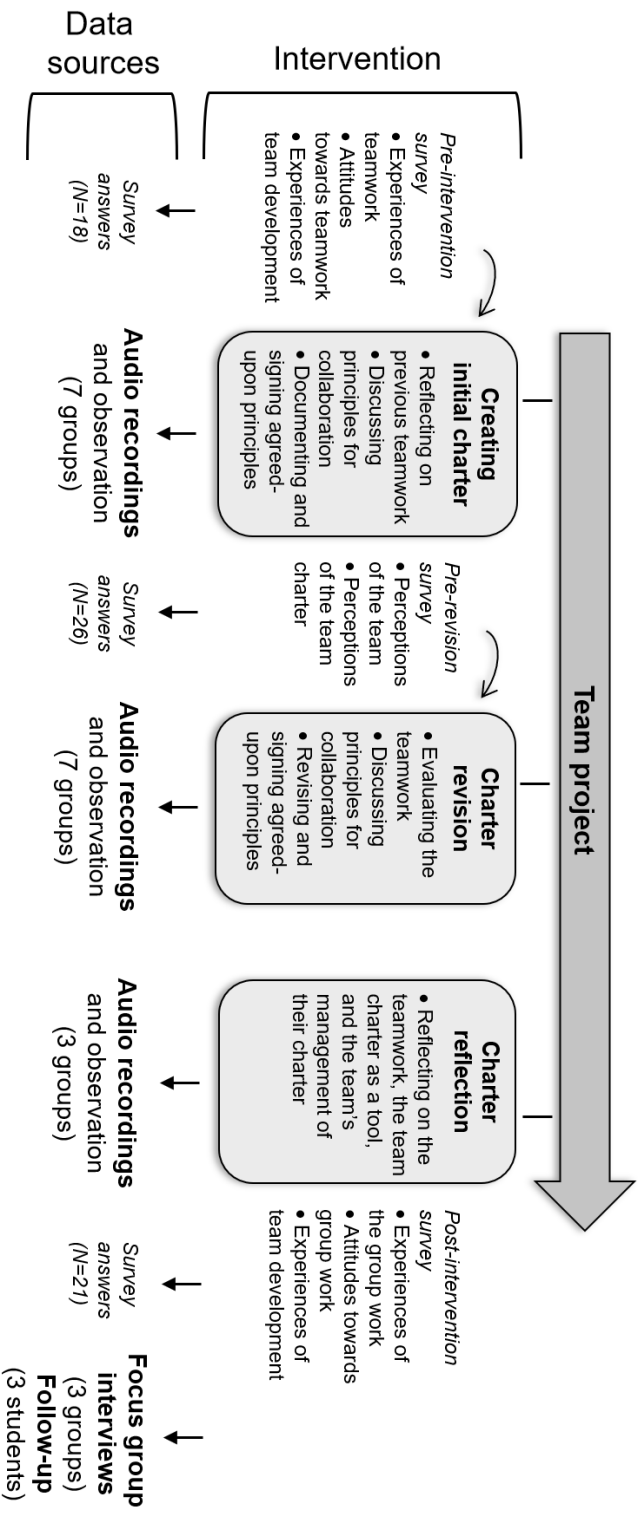 Team project
Intervention
Pre-intervention
survey
• Experiences of
teamwork
• Attitudes
towards teamwork
• Experiences of
team development
Creating
initial charter
• Reflecting on
previous teamwork
• Discussing
principles for
collaboration
• Documenting and
signing agreed-
upon principles
Pre-revision
survey
• Perceptions
of the team
• Perceptions
of the team
charter
Charter
revision
• Evaluating the
teamwork
• Discussing
principles for
collaboration
• Revising and
signing agreed-
upon principles
Charter
reflection
• Reflecting on the
teamwork, the team
charter as a tool,
and the team's
management of
their charter
Post-intervention
survey
• Experiences of
the group work
• Attitudes towards
group work
• Experiences of
team development
Data
sources
Survey
answers
(N=18)
Audio recordings
and observation
(7 groups)
Survey
answers
(N=26)
Audio recordings
and observation
(7 groups)
Audio recordings
and observation
(3 groups)
Survey
answers
(N=21)
Focus group
interviews
(3 groups)
Follow-up
(3 students)